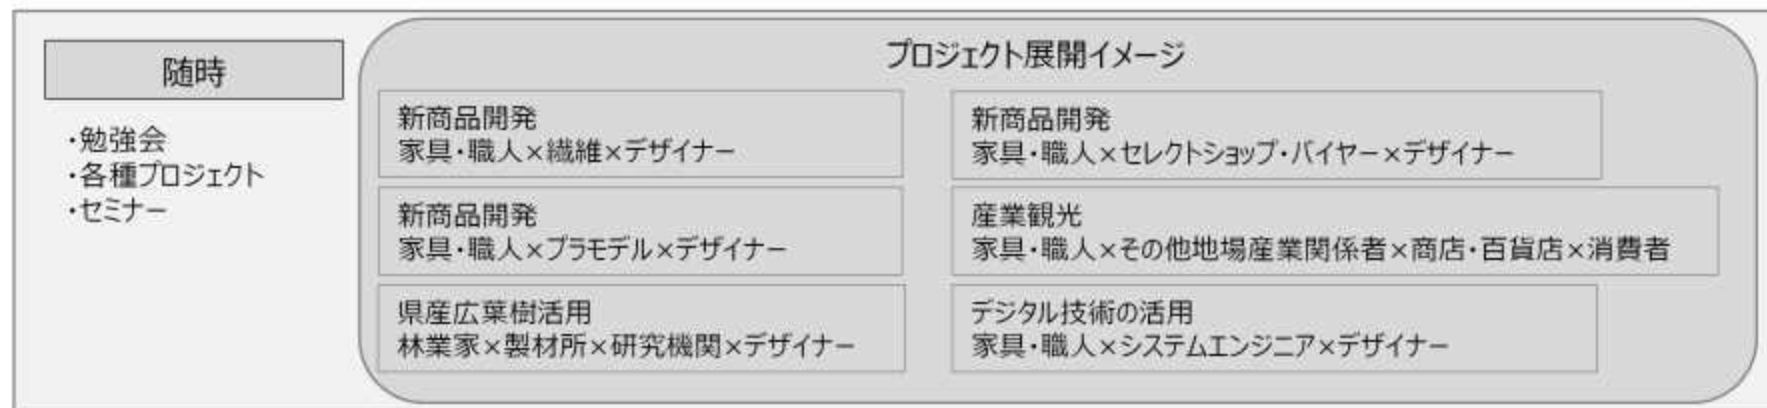 随時
・勉強会
・各種プロジェクト
・セミナー
プロジェクト展開イメージ
新商品開発
家具・職人×繊維×デザイナー
新商品開発
家具・職人×セレクトショップ・バイヤー×デザイナー
新商品開発
家具・職人×プラモデル×デザイナー
産業観光
家具・職人×その他地場産業関係者×商店・百貨店×消費者
県産広葉樹活用
林業家×製材所×研究機関×デザイナー
デジタル技術の活用
家具・職人×システムエンジニア×デザイナー